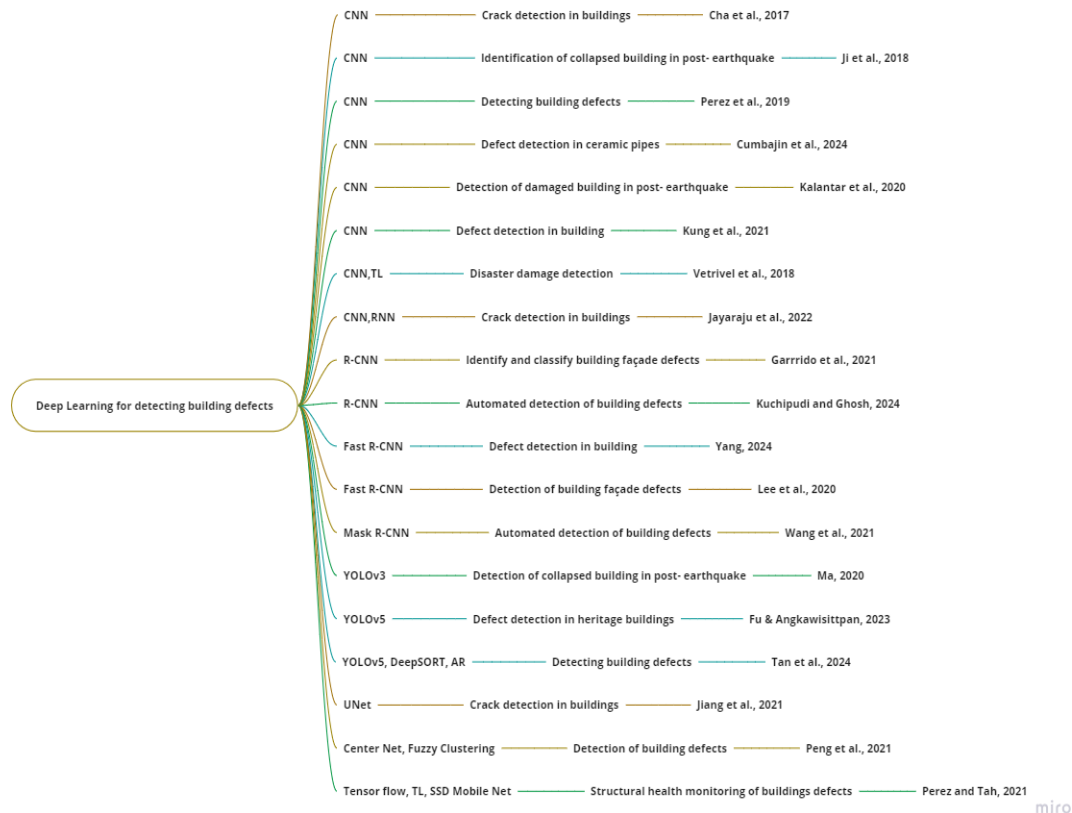 CNN Crack detection in buildings Cha et al., 2017
CNN Identification of collapsed building in post- earthquake Ji et al., 2018
CNN Detecting building defects Perez et al., 2019
CNN Defect detection in ceramic pipes Cumbajin et al., 2024
CNN Detection of damaged building in post- earthquake Kalantar et al., 2020
CNN Defect detection in building Kung et al., 2021
CNN,TL Disaster damage detection Vetrivel et al., 2018
CNN,RNN Crack detection in buildings Jayaraju et al., 2022
R-CNN Identify and classify building façade defects Garrrido et al., 2021
Deep Learning for detecting building defects
R-CNN Automated detection of building defects Kuchipudi and Ghosh, 2024
Fast R-CNN Defect detection in building Yang, 2024
Fast R-CNN Detection of building façade defects Lee et al., 2020
Mask R-CNN Automated detection of building defects Wang et al., 2021
YOLOv3 Detection of collapsed building in post- earthquake Ma, 2020
YOLOv5 Defect detection in heritage buildings Fu & Angkawisittpan, 2023
YOLOv5, DeepSORT, AR Detecting building defects Tan et al., 2024
UNet Crack detection in buildings Jiang et al., 2021
Center Net, Fuzzy Clustering Detection of building defects Peng et al., 2021
Tensor flow, TL, SSD Mobile Net Structural health monitoring of buildings defects Perez and Tah, 2021
miro